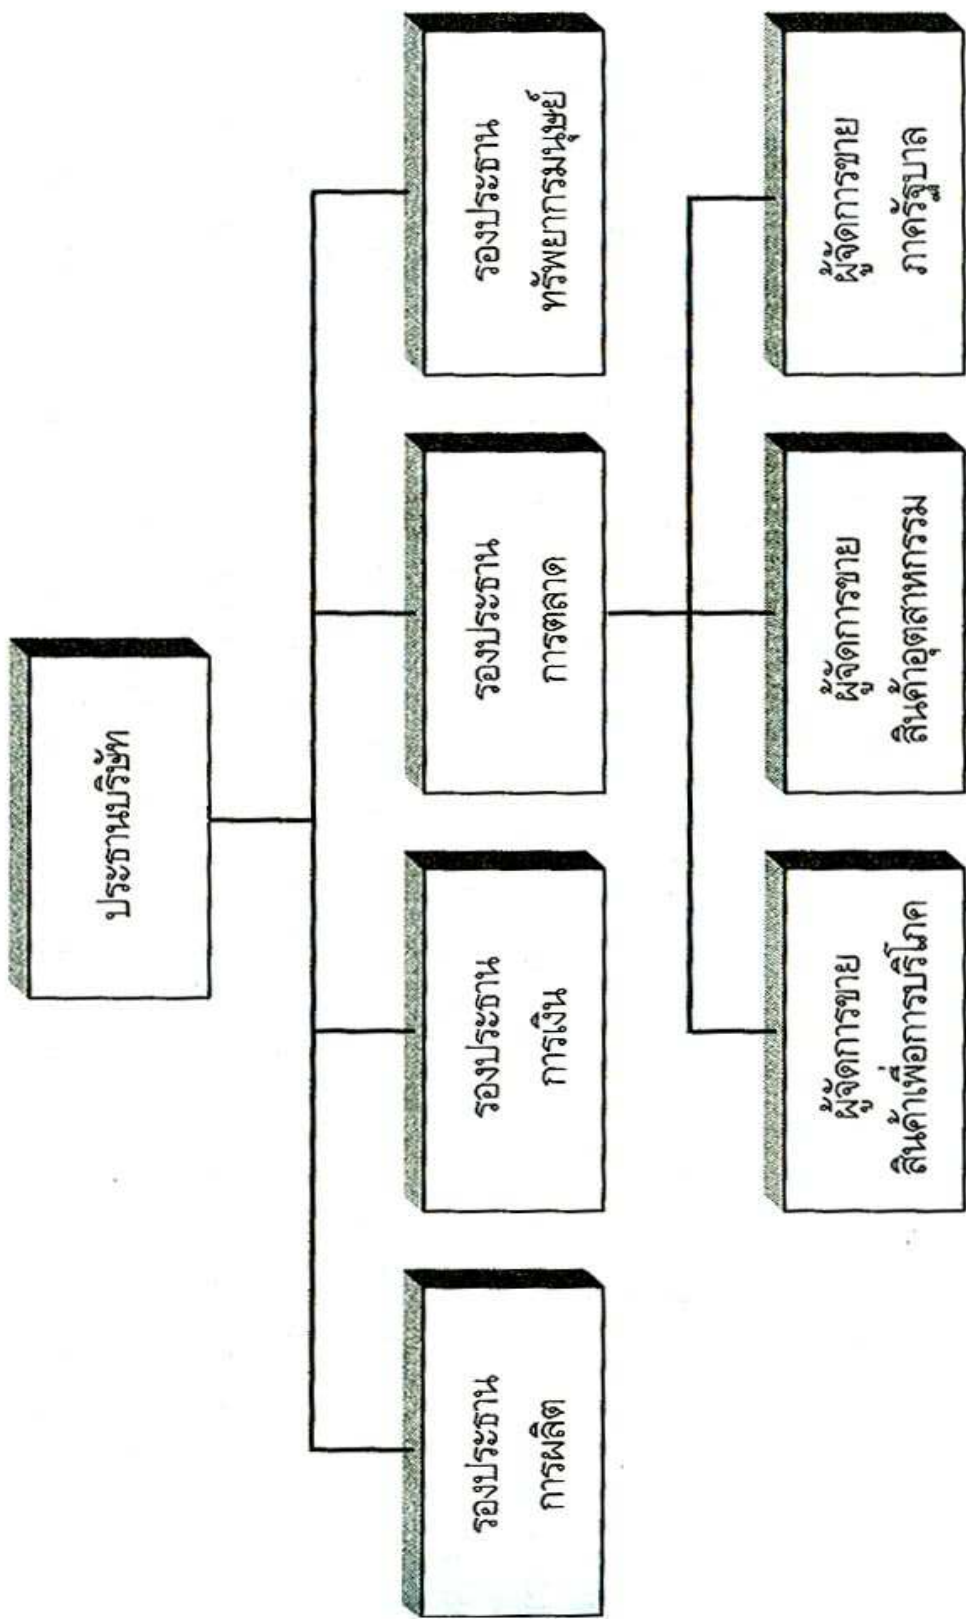 ประธานบริษัท
รองประธาน
การผลิต
รองประธาน
การเงิน
รองประธาน
การตลาด
รองประธาน
ทรัพยากรมนุษย์
ผู้จัดการขาย
สินค้าเพื่อการบริโภค
ผู้จัดการขาย
สินค้าอุตสาหกรรม
ผู้จัดการขาย
ภาครัฐบาล